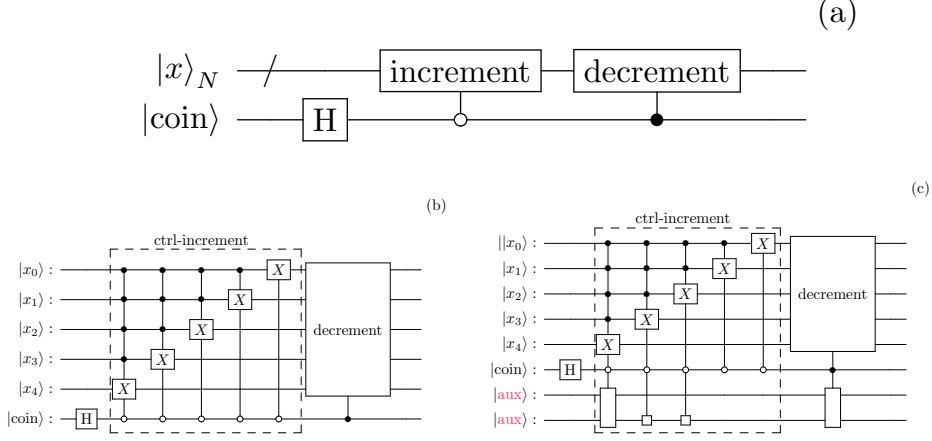 (a)
|x⟩_N increment decrement
|coin⟩ H
(b)
ctrl-increment
|x₀⟩ : X
|x₁⟩ : X
|x₂⟩ : X decrement
|x₃⟩ : X
|x₄⟩ : X
|coin⟩ : H
(c)
ctrl-increment
||x₀⟩ : X
|x₁⟩ : X
|x₂⟩ : X decrement
|x₃⟩ : X
|x₄⟩ : X
|coin⟩ : H
|aux⟩ :
|aux⟩ :